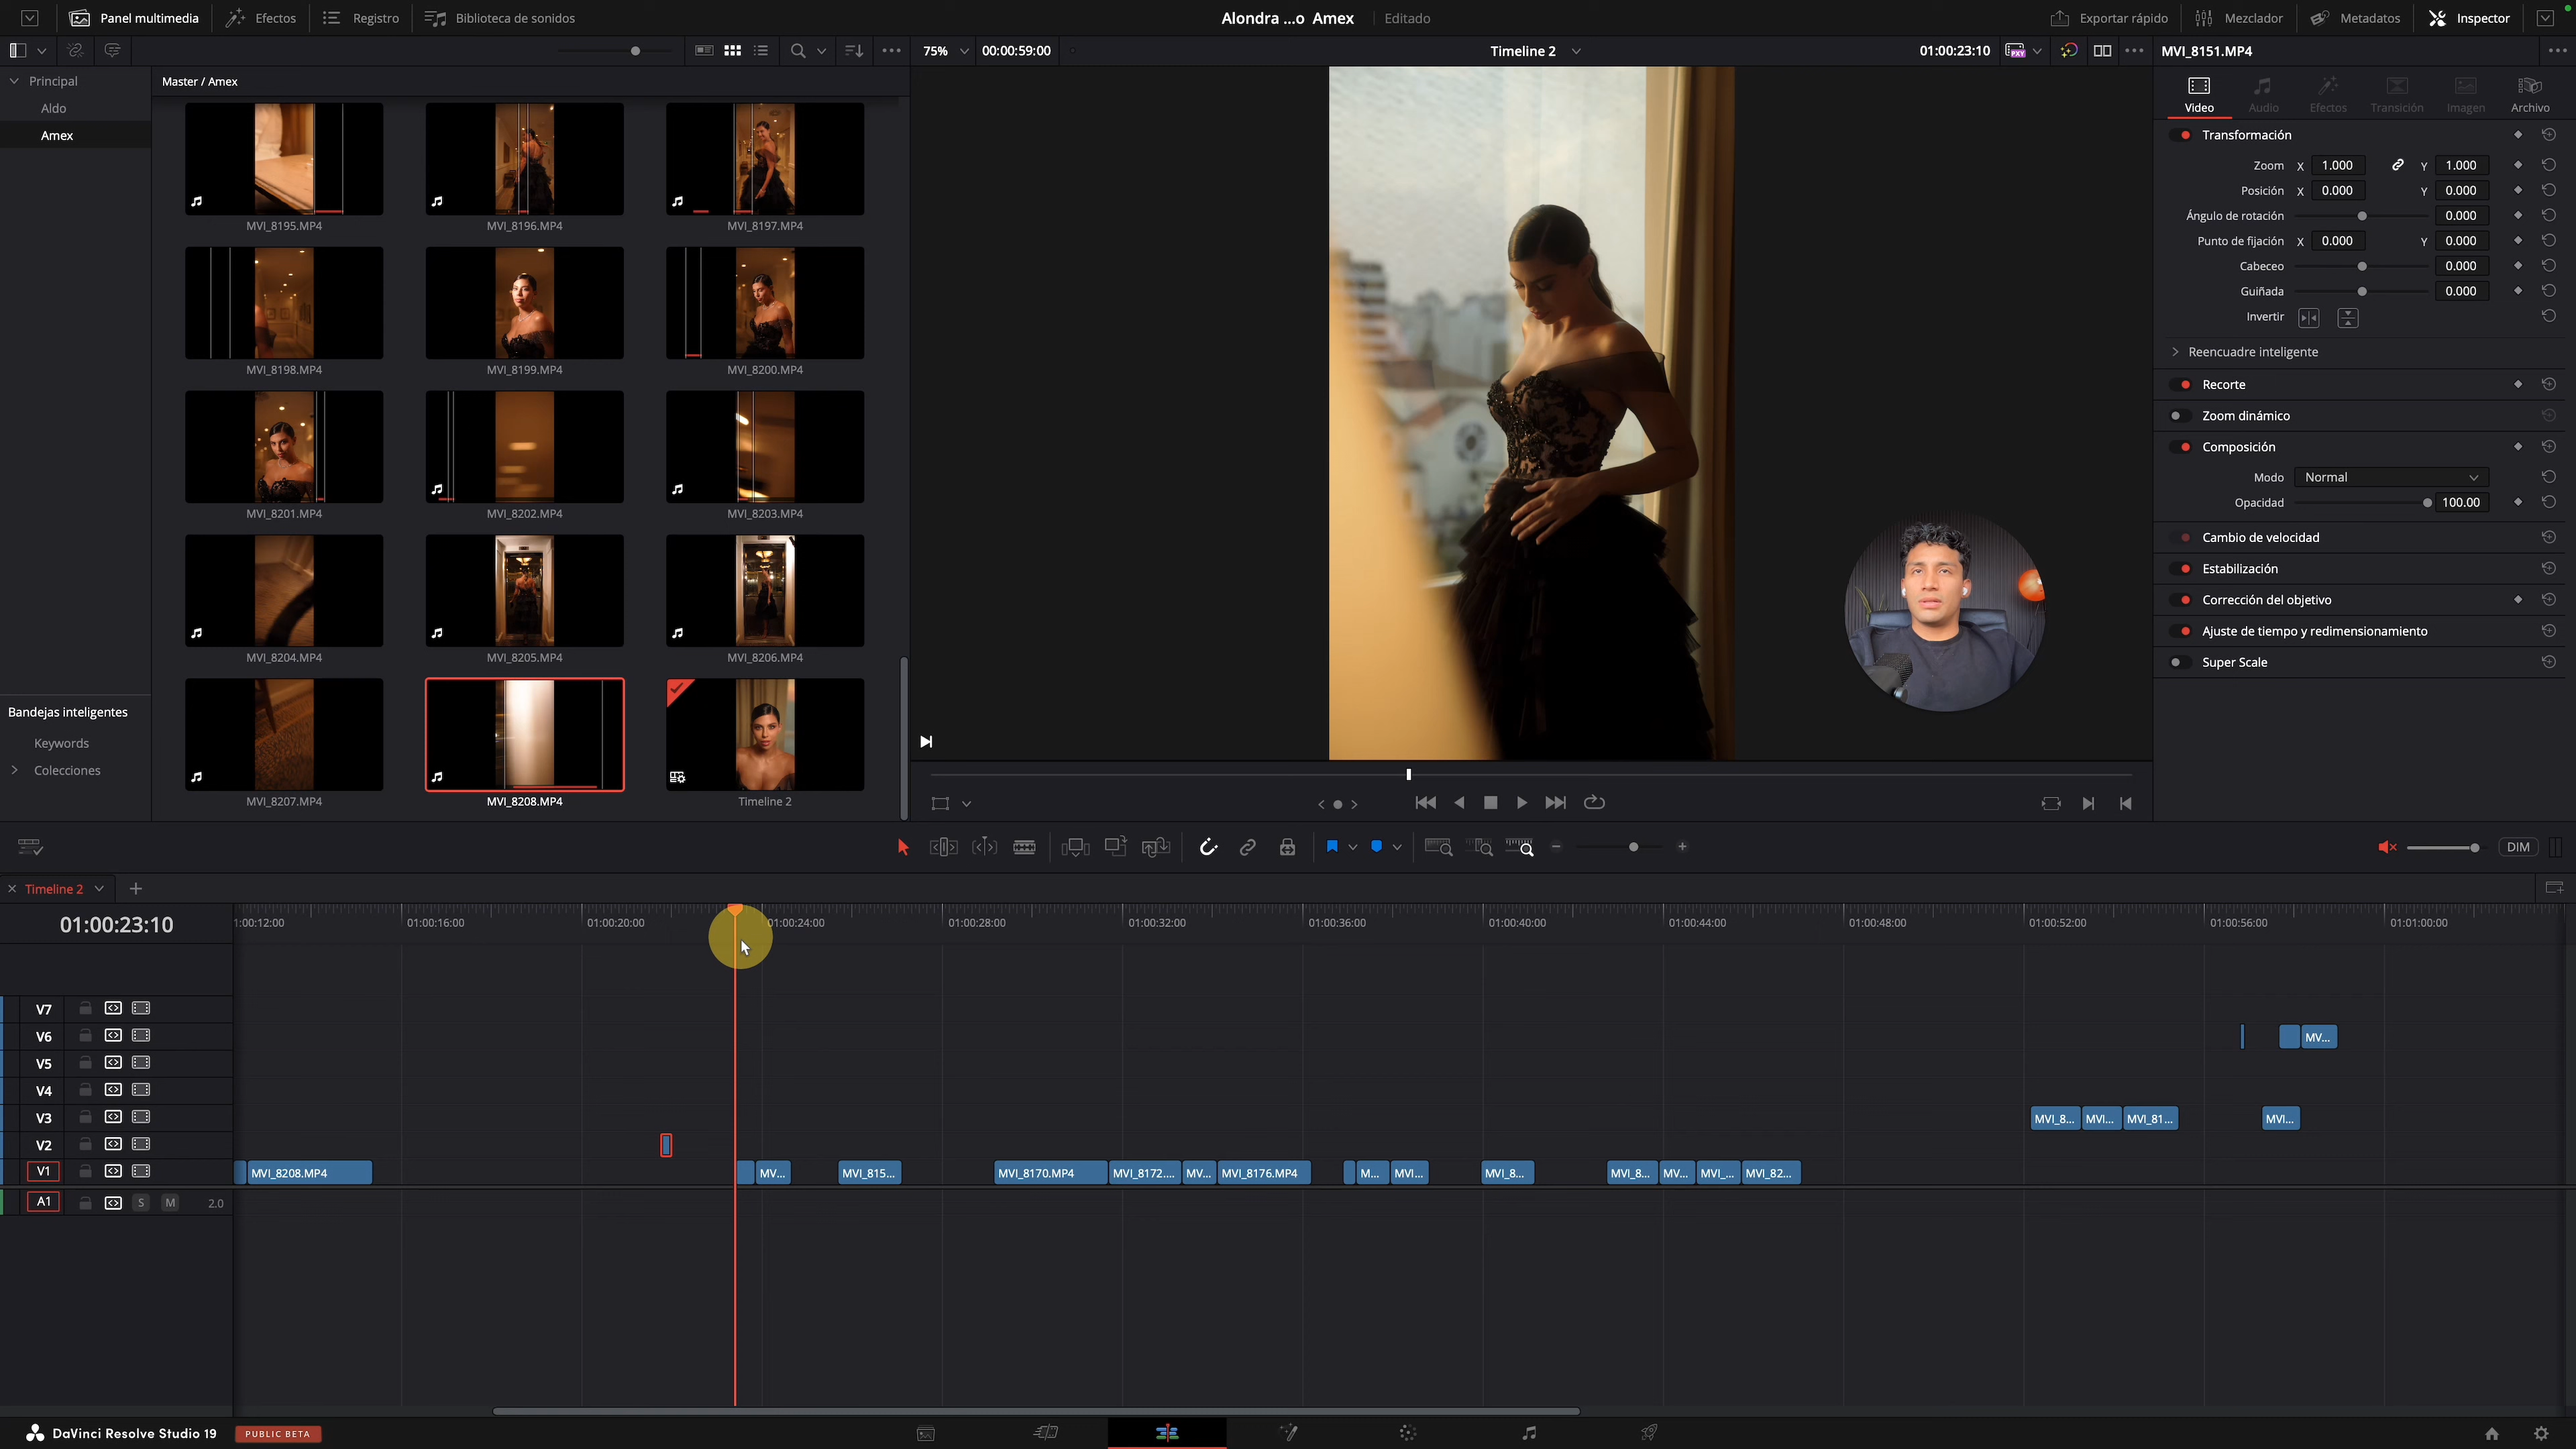 Panel multimedia Efectos Registro Biblioteca de sonidos Alondra ...o Amex Editado Exportar rápido Mezclador Metadatos Inspector
75% 00:00:59:00 Timeline 2 01:00:23:10 PXY MVI_8151.MP4
Principal
Aldo
Amex
Master / Amex
MVI_8195.MP4 MVI_8196.MP4 MVI_8197.MP4
MVI_8198.MP4 MVI_8199.MP4 MVI_8200.MP4
MVI_8201.MP4 MVI_8202.MP4 MVI_8203.MP4
MVI_8204.MP4 MVI_8205.MP4 MVI_8206.MP4
MVI_8207.MP4 MVI_8208.MP4 Timeline 2
Bandejas inteligentes
Keywords
Colecciones
Video Audio Efectos Transición Imagen Archivo
Transformación
Zoom X 1.000 Y 1.000
Posición X 0.000 Y 0.000
Ángulo de rotación 0.000
Punto de fijación X 0.000 Y 0.000
Cabeceo 0.000
Guiñada 0.000
Invertir
Reencuadre inteligente
Recorte
Zoom dinámico
Composición
Modo Normal
Opacidad 100.00
Cambio de velocidad
Estabilización
Corrección del objetivo
Ajuste de tiempo y redimensionamiento
Super Scale
DIM
Timeline 2
01:00:23:10
1:00:12:00 01:00:16:00 01:00:20:00 01:00:24:00 01:00:28:00 01:00:32:00 01:00:36:00 01:00:40:00 01:00:44:00 01:00:48:00 01:00:52:00 01:00:56:00 01:01:00:00
V7
V6 MV...
V5
V4
V3 MVI_8... MVI... MVI_81... MVI...
V2
V1 MVI_8208.MP4 MV... MVI_815... MVI_8170.MP4 MVI_8172.... MV... MVI_8176.MP4 M... MVI... MVI_8... MVI_8... MV... MVI_... MVI_82...
A1 S M 2.0
DaVinci Resolve Studio 19 PUBLIC BETA